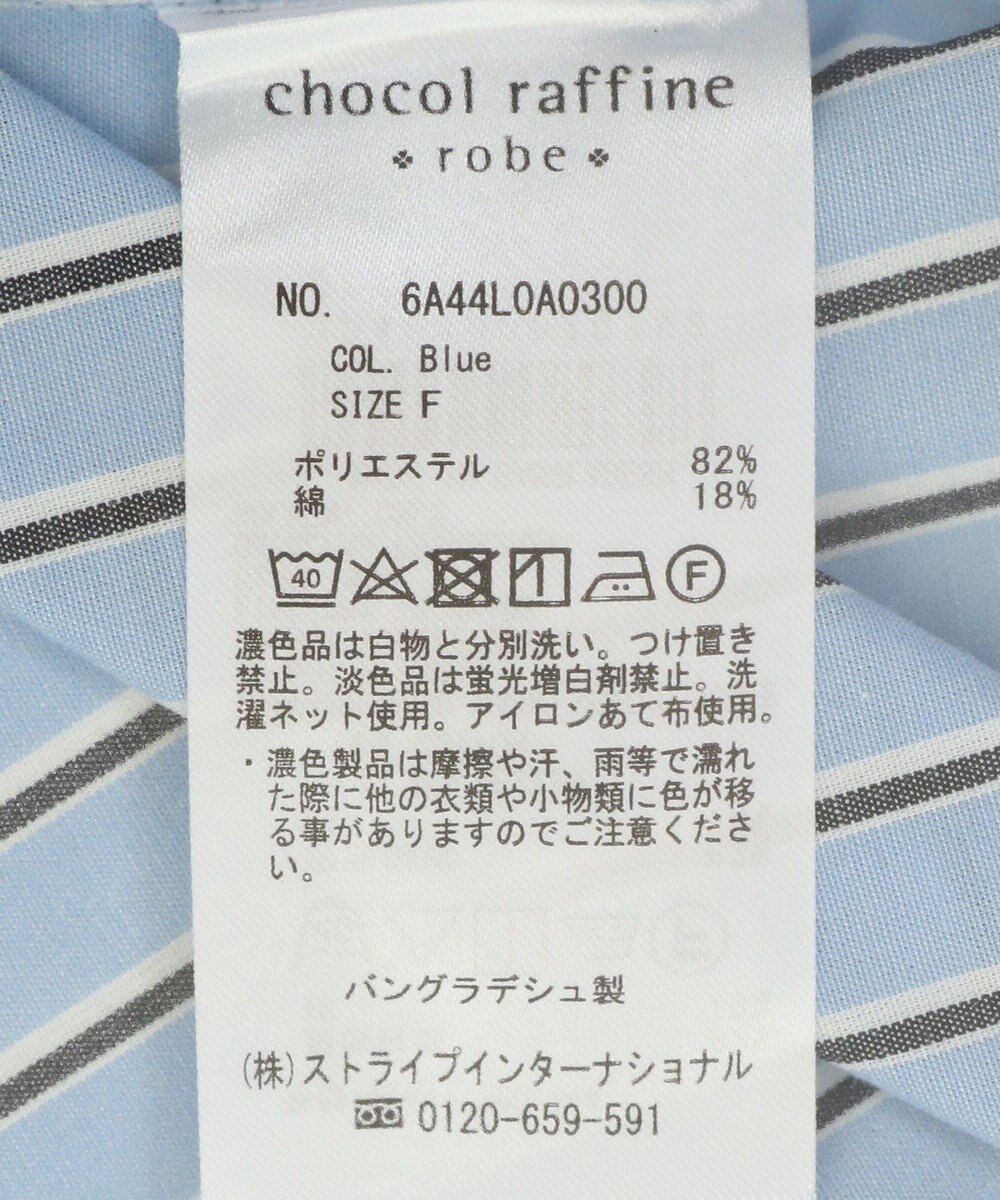 chocol raffine
robe
NO. 6A44L0A0300
COL. Blue
SIZE F
ポリエステル 82%
綿 18%
40 F
濃色品は白物と分別洗い。つけ置き
禁止。淡色品は蛍光増白剤禁止。洗
濯ネット使用。アイロンあて布使用。
・濃色製品は摩擦や汗、雨等で濡れ
た際に他の衣類や小物類に色が移
る事がありますのでご注意くださ
い。
バングラデシュ製
(株)ストライプインターナショナル
0120-659-591